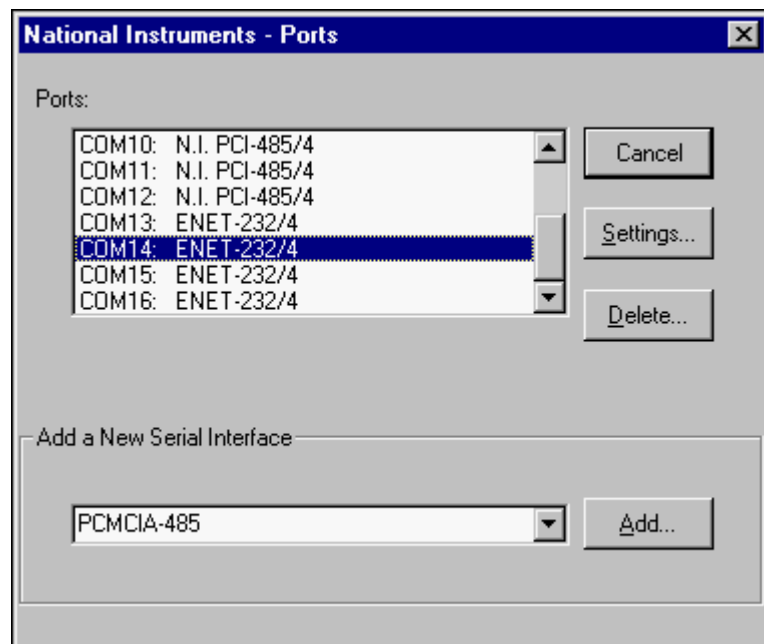 National Instruments - Ports
Ports:
COM10: N.I. PCI-485/4
COM11: N.I. PCI-485/4
COM12: N.I. PCI-485/4
COM13: ENET-232/4
COM14: ENET-232/4
COM15: ENET-232/4
COM16: ENET-232/4
Cancel
Settings...
Delete...
Add a New Serial Interface
PCMCIA-485
Add...